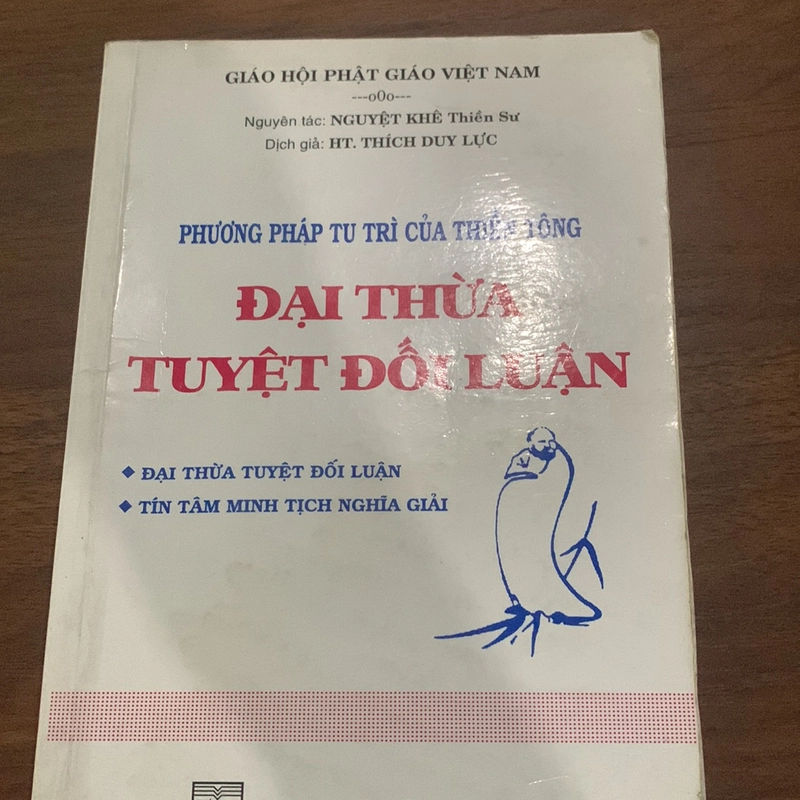 GIÁO HỘI PHẬT GIÁO VIỆT NAM
---o0o---
Nguyên tác: NGUYỆT KHÊ Thiền Sư
Dịch giả: HT. THÍCH DUY LỰC
PHƯƠNG PHÁP TU TRÌ CỦA THIỀN TÔNG
ĐẠI THỪA
TUYỆT ĐỐI LUẬN
◆ ĐẠI THỪA TUYỆT ĐỐI LUẬN
◆ TÍN TÂM MINH TỊCH NGHĨA GIẢI